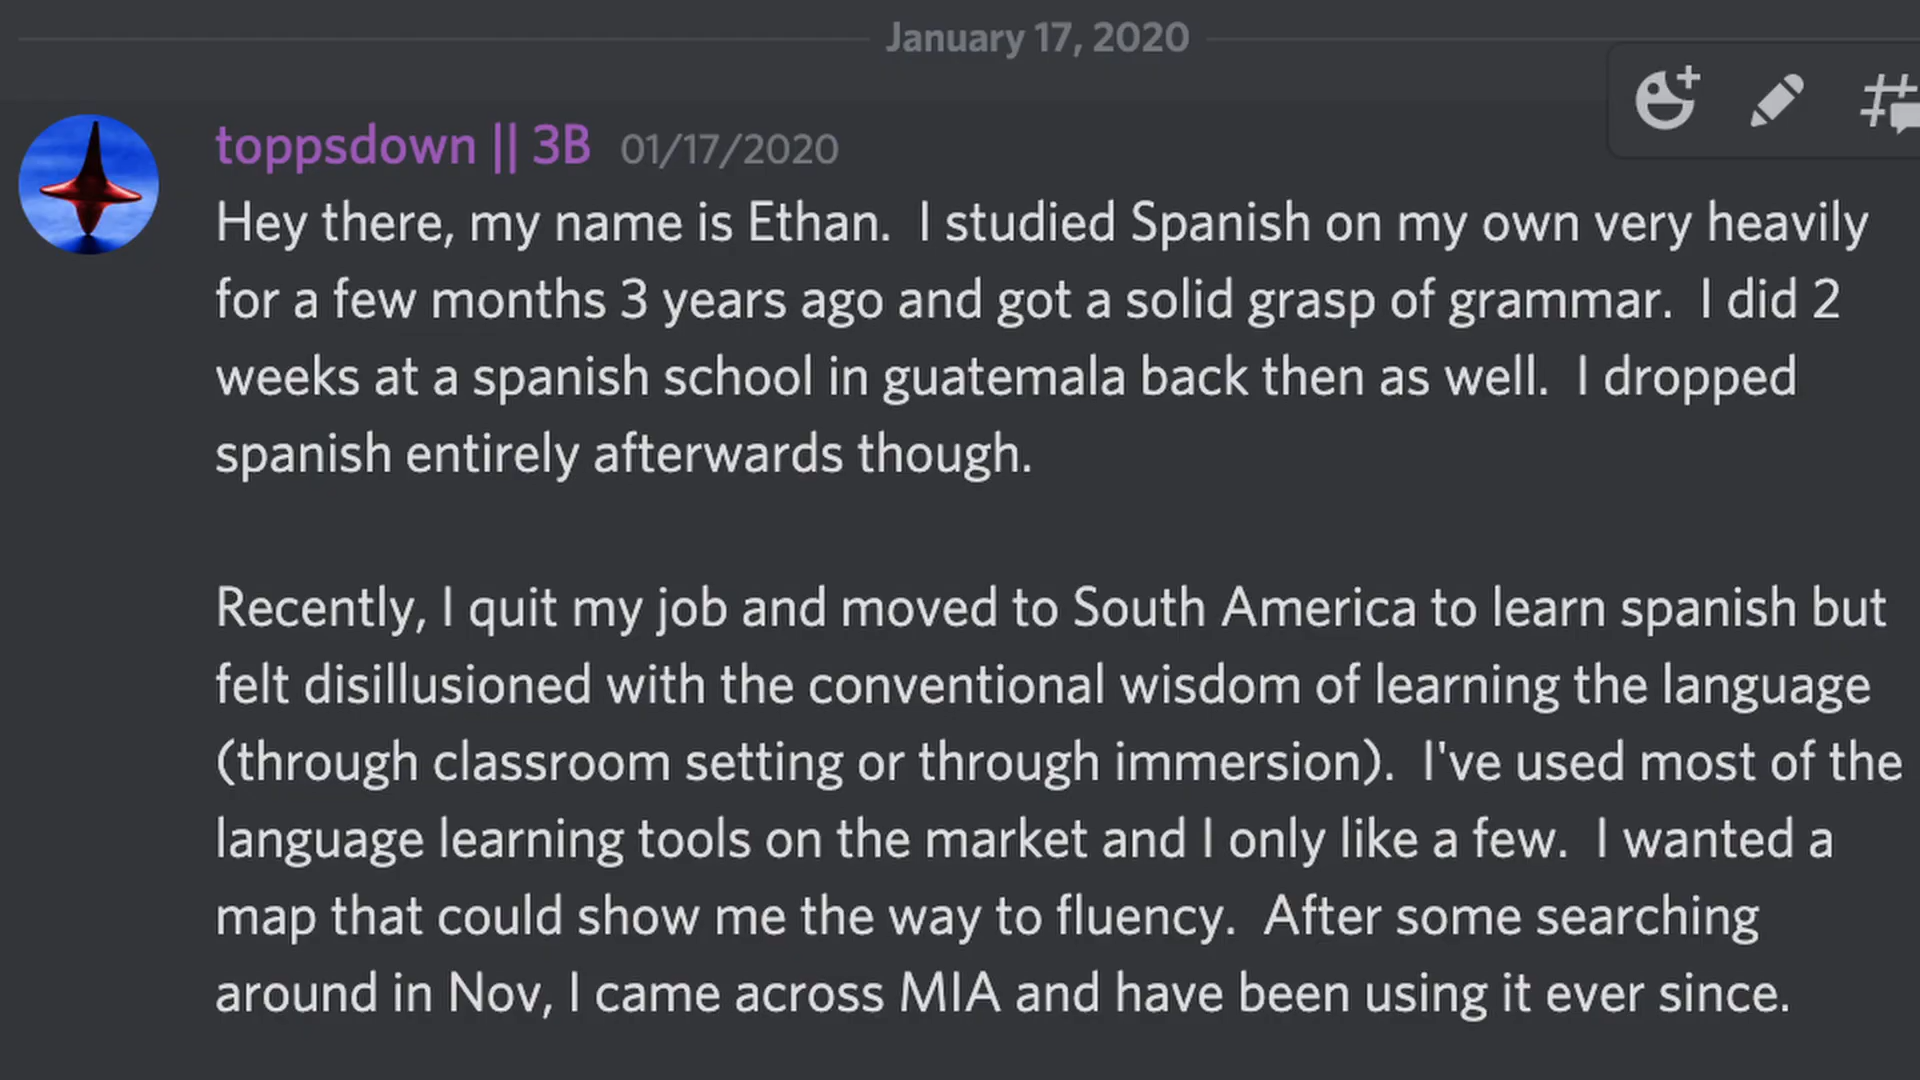 January 17, 2020
toppsdown || 3B 01/17/2020
Hey there, my name is Ethan.  I studied Spanish on my own very heavily
for a few months 3 years ago and got a solid grasp of grammar.  I did 2
weeks at a spanish school in guatemala back then as well.  I dropped
spanish entirely afterwards though.
Recently, I quit my job and moved to South America to learn spanish but
felt disillusioned with the conventional wisdom of learning the language
(through classroom setting or through immersion).  I've used most of the
language learning tools on the market and I only like a few.  I wanted a
map that could show me the way to fluency.  After some searching
around in Nov, I came across MIA and have been using it ever since.